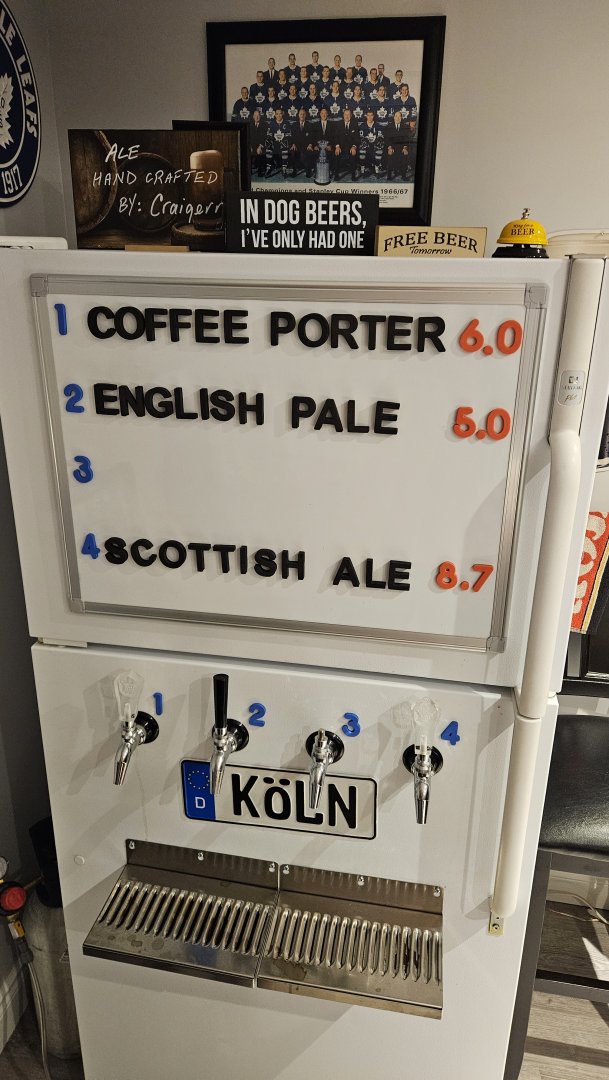 LE LEAFS
1917
Champions and Stanley Cup Winners 1966/67
ALE
HAND CRAFTED
BY: Craigerr
IN DOG BEERS,
I'VE ONLY HAD ONE
FREE BEER
Tomorrow
Ring for a
BEER
1 COFFEE PORTER 6.0
2 ENGLISH PALE 5.0
3
4 SCOTTISH ALE 8.7
1 2 3 4
D KÖLN